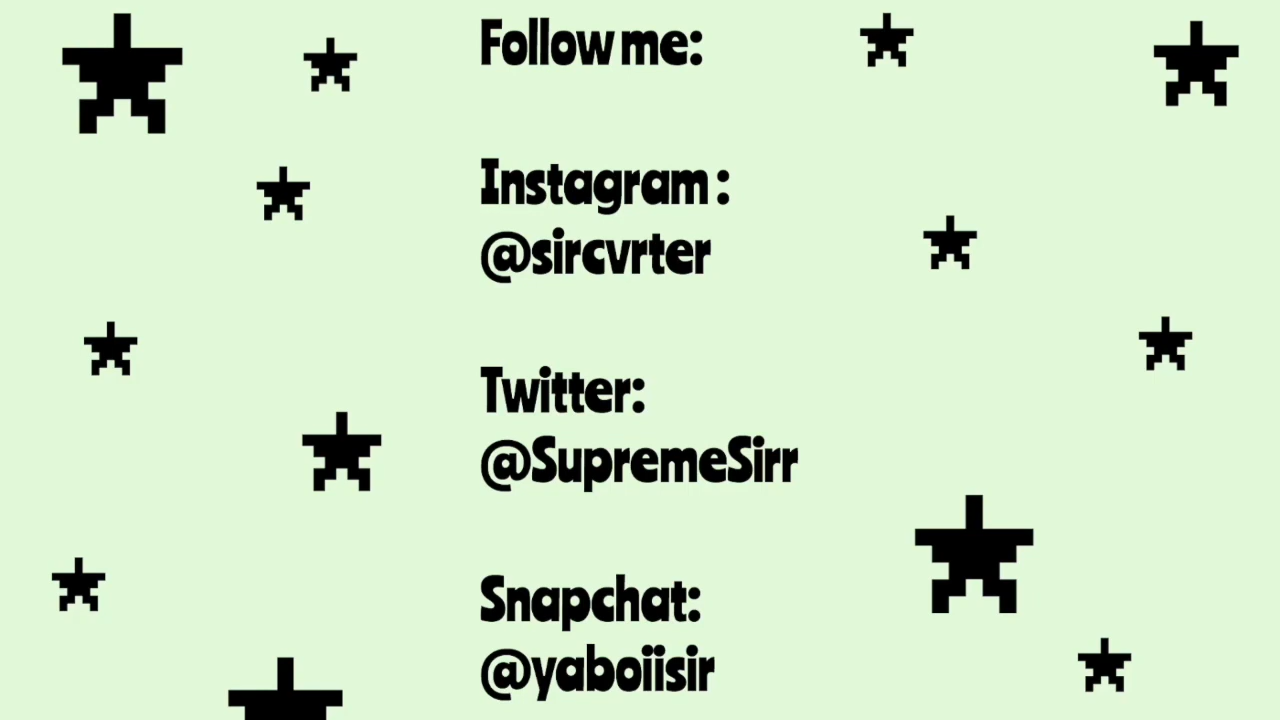 Follow me:
Instagram :
@sircvrter
Twitter:
@SupremeSirr
Snapchat:
@yaboiisir